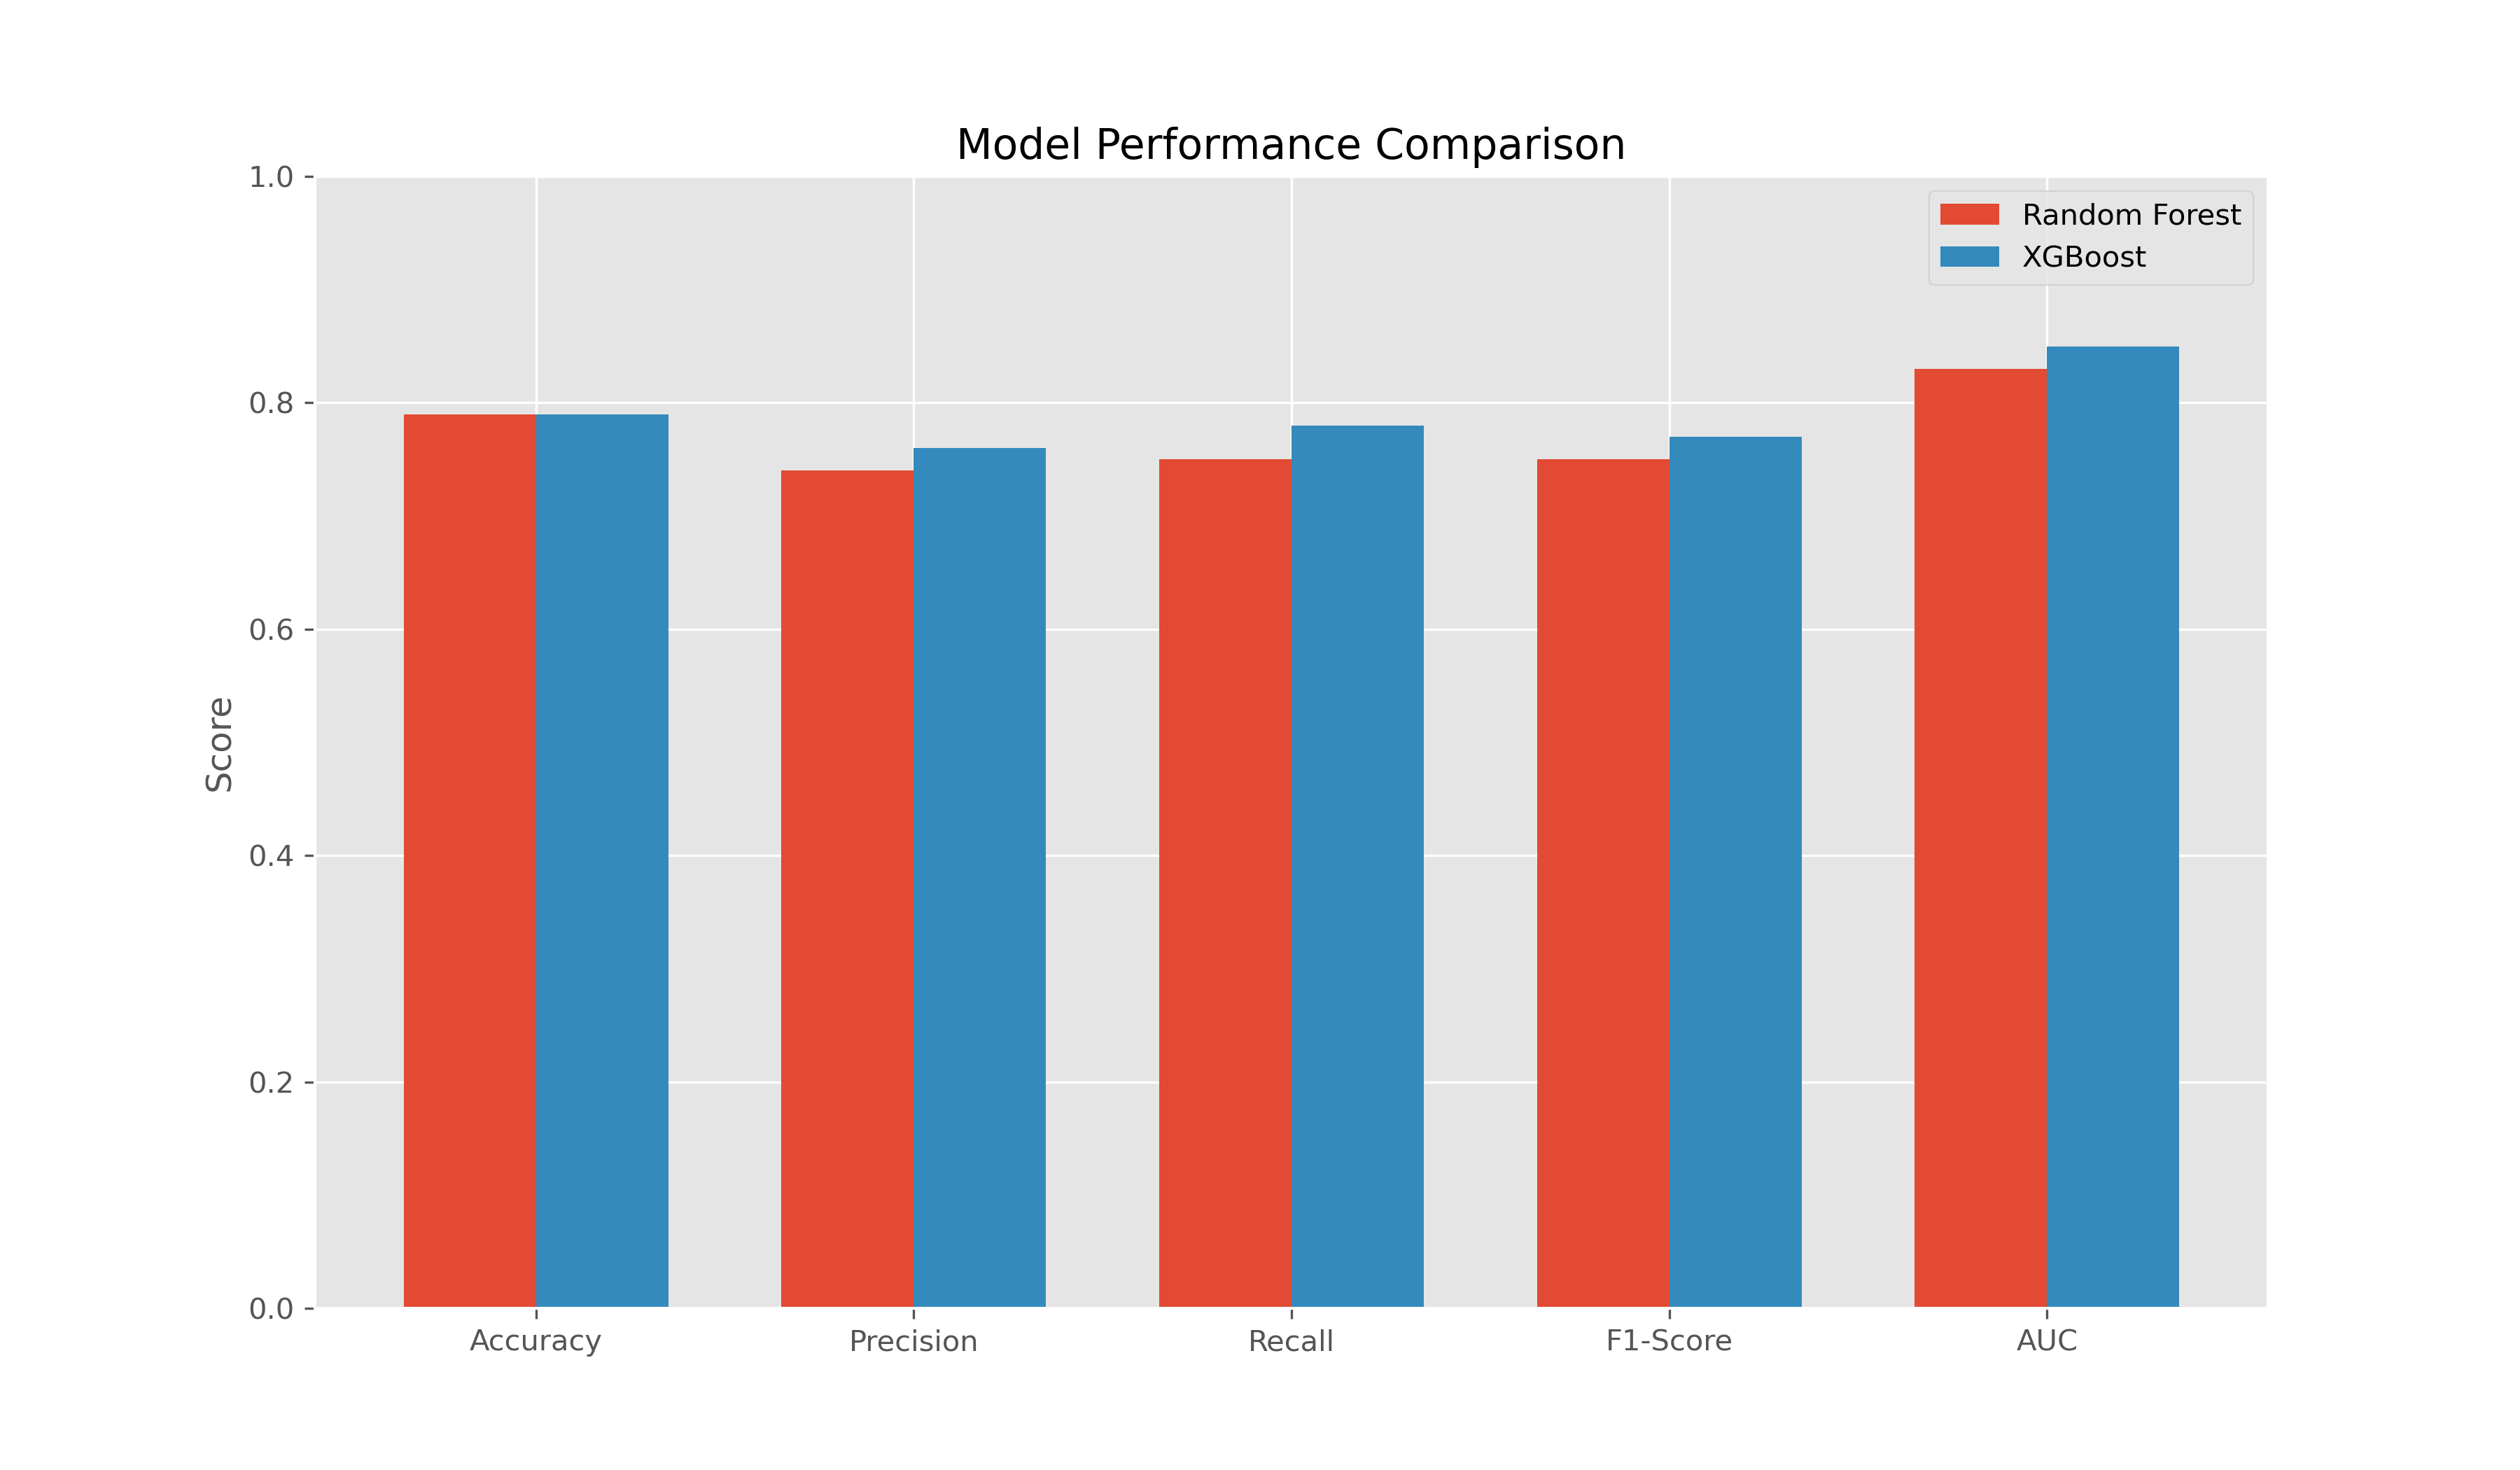 Model Performance Comparison
1.0
0.8
0.6
0.4
0.2
0.0
Score
Random Forest
XGBoost
Accuracy
Precision
Recall
F1-Score
AUC